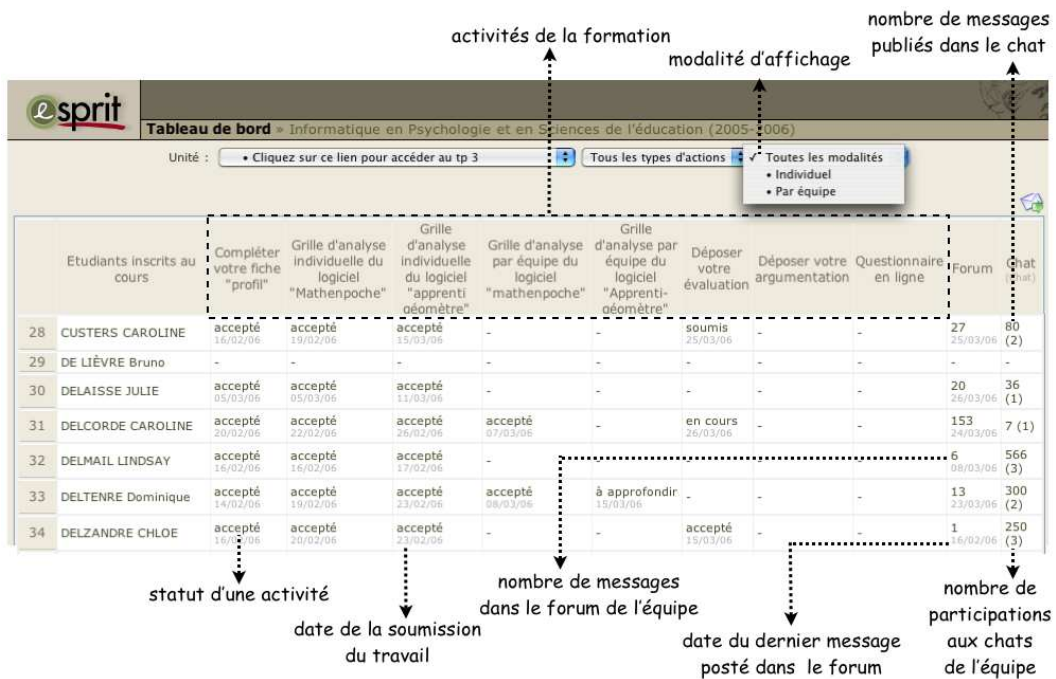 nombre de messages
publiés dans le chat
activités de la formation
modalité d'affichage
esprit
Tableau de bord » Informatique en Psychologie et en Sciences de l'éducation (2005-2006)
Unité : • Cliquez sur ce lien pour accéder au tp 3 Tous les types d'actions ✓ Toutes les modalités
• Individuel
• Par équipe
Etudiants inscrits au
cours
Compléter
votre fiche
"profil"
Grille d'analyse
individuelle du
logiciel
"Mathenpoche"
Grille
d'analyse
individuelle
du logiciel
"apprenti
géomètre"
Grille d'analyse
par équipe du
logiciel
"mathenpoche"
Grille
d'analyse par
équipe du
logiciel
"Apprenti-
géomètre"
Déposer
votre
évaluation
Déposer votre
argumentation
Questionnaire
en ligne
Forum
Chat
(chat)
28 CUSTERS CAROLINE accepté accepté accepté - - soumis - - 27 80
16/02/06 19/02/06 15/03/06 25/03/06 25/03/06 (2)
29 DE LIÈVRE Bruno - - - - - - - - - -
30 DELAISSE JULIE accepté accepté accepté - - - - - 20 36
05/03/06 05/03/06 11/03/06 26/03/06 (1)
31 DELCORDE CAROLINE accepté accepté accepté accepté - en cours - - 153 7 (1)
20/02/06 22/02/06 26/02/06 07/03/06 26/03/06 24/03/06
32 DELMAIL LINDSAY accepté accepté accepté - - - - - 6 566
16/02/06 16/02/06 17/02/06 08/03/06 (3)
33 DELTENRE Dominique accepté accepté accepté accepté à approfondir - - - 13 300
14/02/06 19/02/06 23/02/06 08/03/06 15/03/06 23/03/06 (2)
34 DELZANDRE CHLOE accepté accepté accepté - - accepté - - 1 250
16/02/06 20/02/06 23/02/06 15/03/06 16/02/06 (3)
statut d'une activité
date de la soumission
du travail
nombre de messages
dans le forum de l'équipe
date du dernier message
posté dans le forum
nombre de
participations
aux chats
de l'équipe